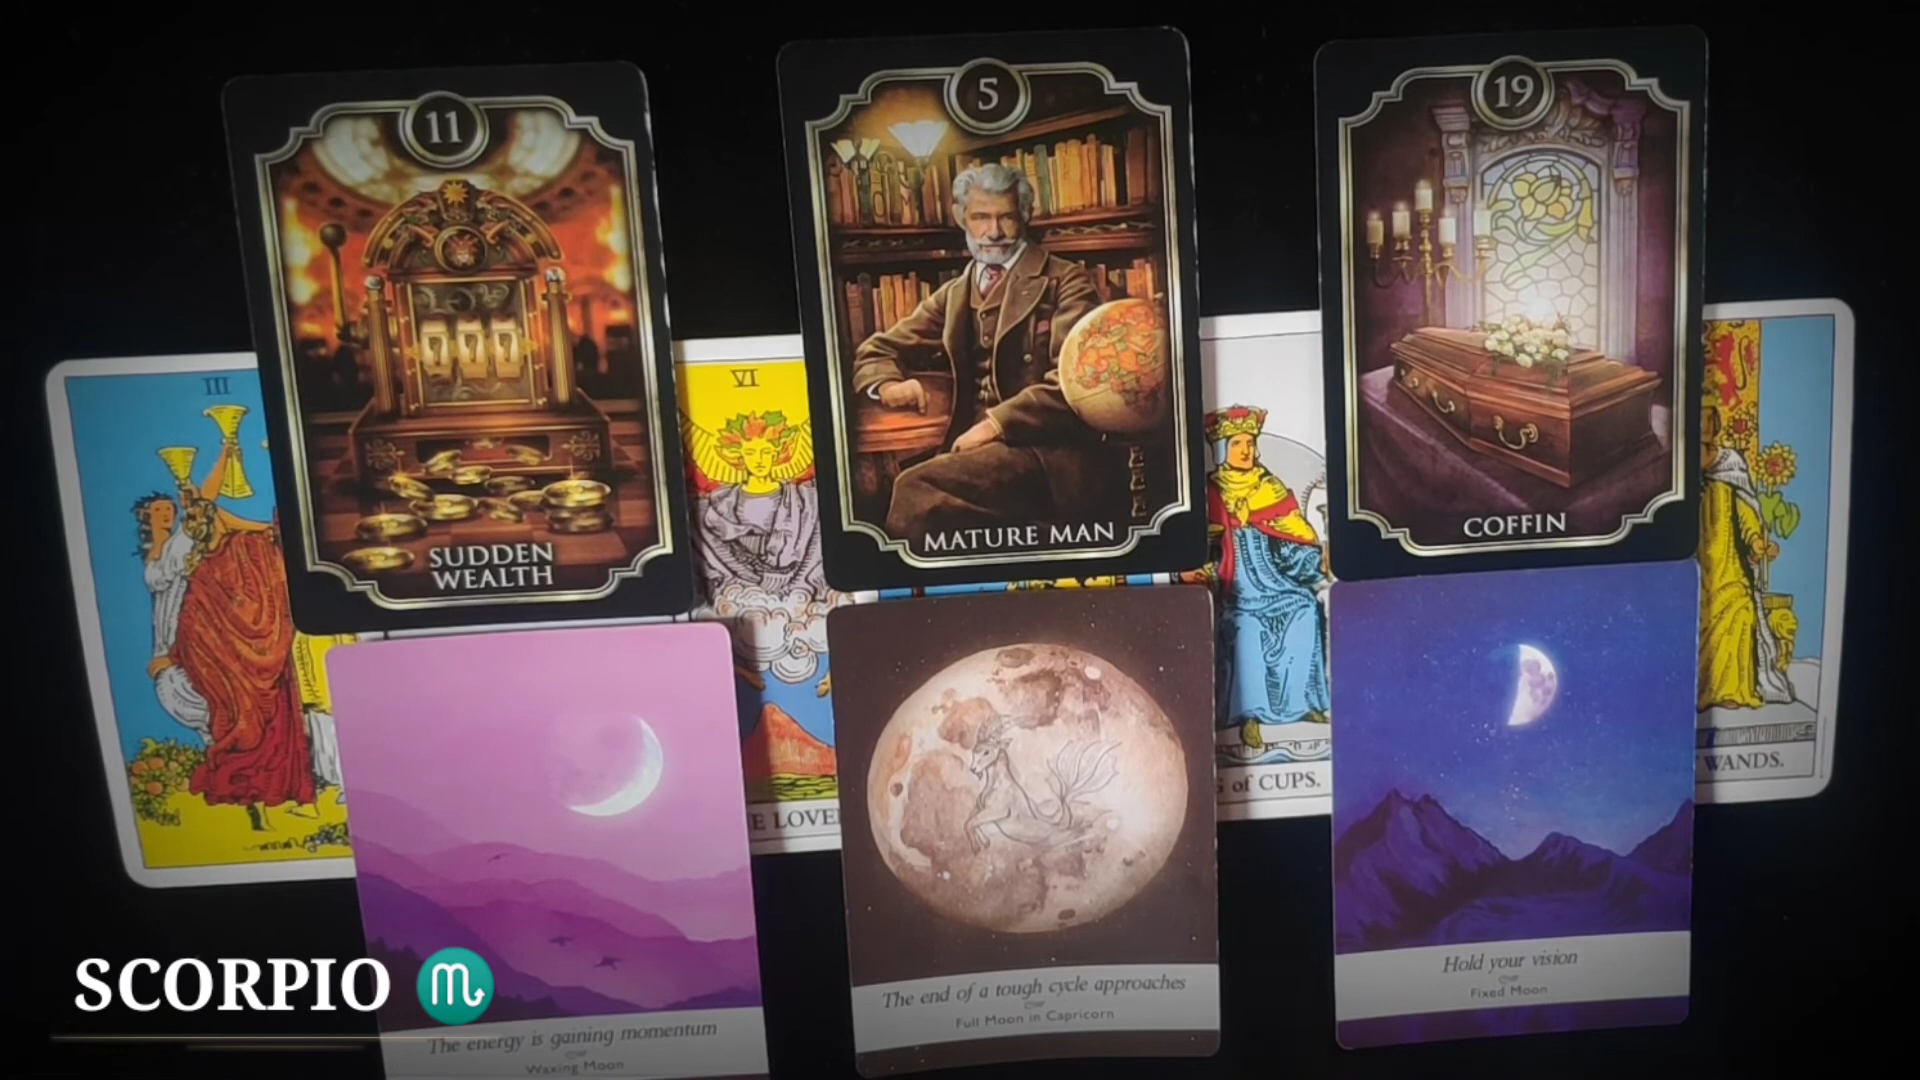 11
SUDDEN
WEALTH
5
MATURE MAN
19
COFFIN
III
VI
777
of CUPS.
WANDS.
The energy is gaining momentum
Waxing Moon
The end of a tough cycle approaches
Full Moon in Capricorn
Hold your vision
Fixed Moon
SCORPIO ♏